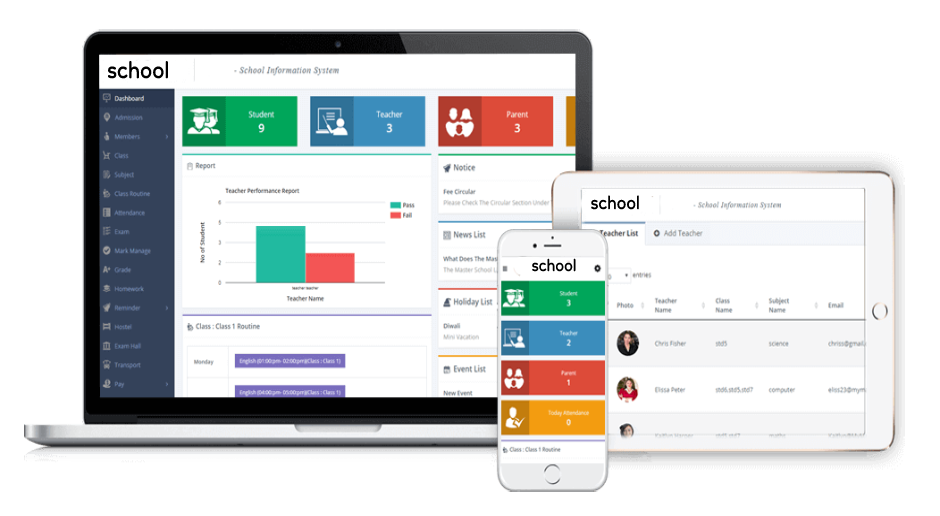 school
- School Information System
Dashboard
Admission
Members
Class
Subject
Class Routine
Attendance
Exam
Mark Manage
Grade
Homework
Reminder
Hostel
Exam Hall
Transport
Pay
Student
9
Teacher
3
Parent
3
Report
Teacher Performance Report
No of Student
6
5
3
2
0
Pass
Fail
teacher teacher
Teacher Name
Class : Class 1 Routine
Monday
English (01:00:pm- 02:00:pm)(Class : Class 1)
English (04:00:pm- 05:00:pm)(Class : Class 1)
Notice
Fee Circular
Please Check The Circular Section Under
News List
What Does The Mas
The Master School L
Holiday List
Diwali
Mini Vacation
Event List
New Event
school
Student
3
Teacher
2
Parent
1
Today Attendance
0
Class : Class 1 Routine
school
- School Information System
Teacher List
Add Teacher
entries
Photo
Teacher Name
Class Name
Subject Name
Email
Chris Fisher
std5
science
chriss@gmail
Elissa Peter
std6,std5,std7
computer
eliss23@mym